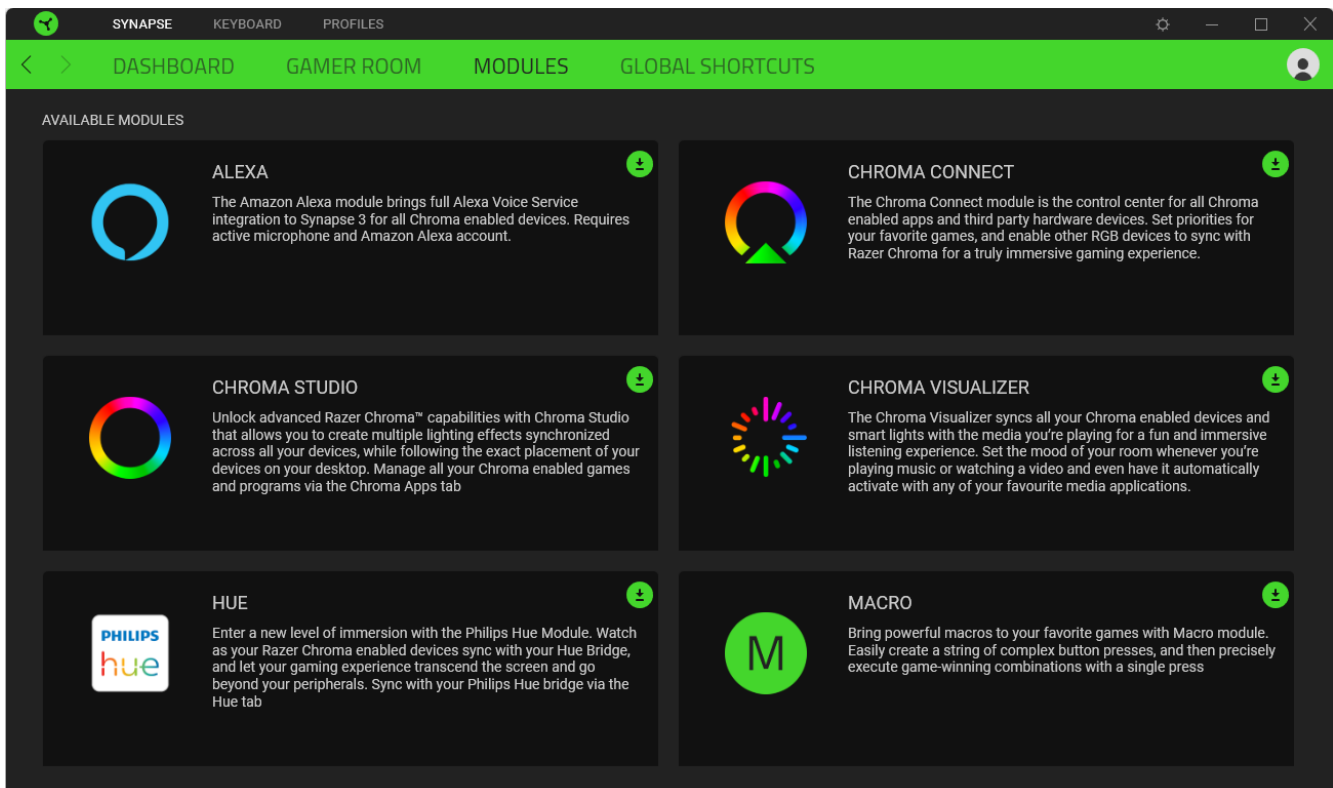 SYNAPSE KEYBOARD PROFILES
DASHBOARD GAMER ROOM MODULES GLOBAL SHORTCUTS
AVAILABLE MODULES
ALEXA
The Amazon Alexa module brings full Alexa Voice Service
integration to Synapse 3 for all Chroma enabled devices. Requires
active microphone and Amazon Alexa account.
CHROMA CONNECT
The Chroma Connect module is the control center for all Chroma
enabled apps and third party hardware devices. Set priorities for
your favorite games, and enable other RGB devices to sync with
Razer Chroma for a truly immersive gaming experience.
CHROMA STUDIO
Unlock advanced Razer Chroma™ capabilities with Chroma Studio
that allows you to create multiple lighting effects synchronized
across all your devices, while following the exact placement of your
devices on your desktop. Manage all your Chroma enabled games
and programs via the Chroma Apps tab
CHROMA VISUALIZER
The Chroma Visualizer syncs all your Chroma enabled devices and
smart lights with the media you're playing for a fun and immersive
listening experience. Set the mood of your room whenever you're
playing music or watching a video and even have it automatically
activate with any of your favourite media applications.
PHILIPS
hue
HUE
Enter a new level of immersion with the Philips Hue Module. Watch
as your Razer Chroma enabled devices sync with your Hue Bridge,
and let your gaming experience transcend the screen and go
beyond your peripherals. Sync with your Philips Hue bridge via the
Hue tab
M
MACRO
Bring powerful macros to your favorite games with Macro module.
Easily create a string of complex button presses, and then precisely
execute game-winning combinations with a single press